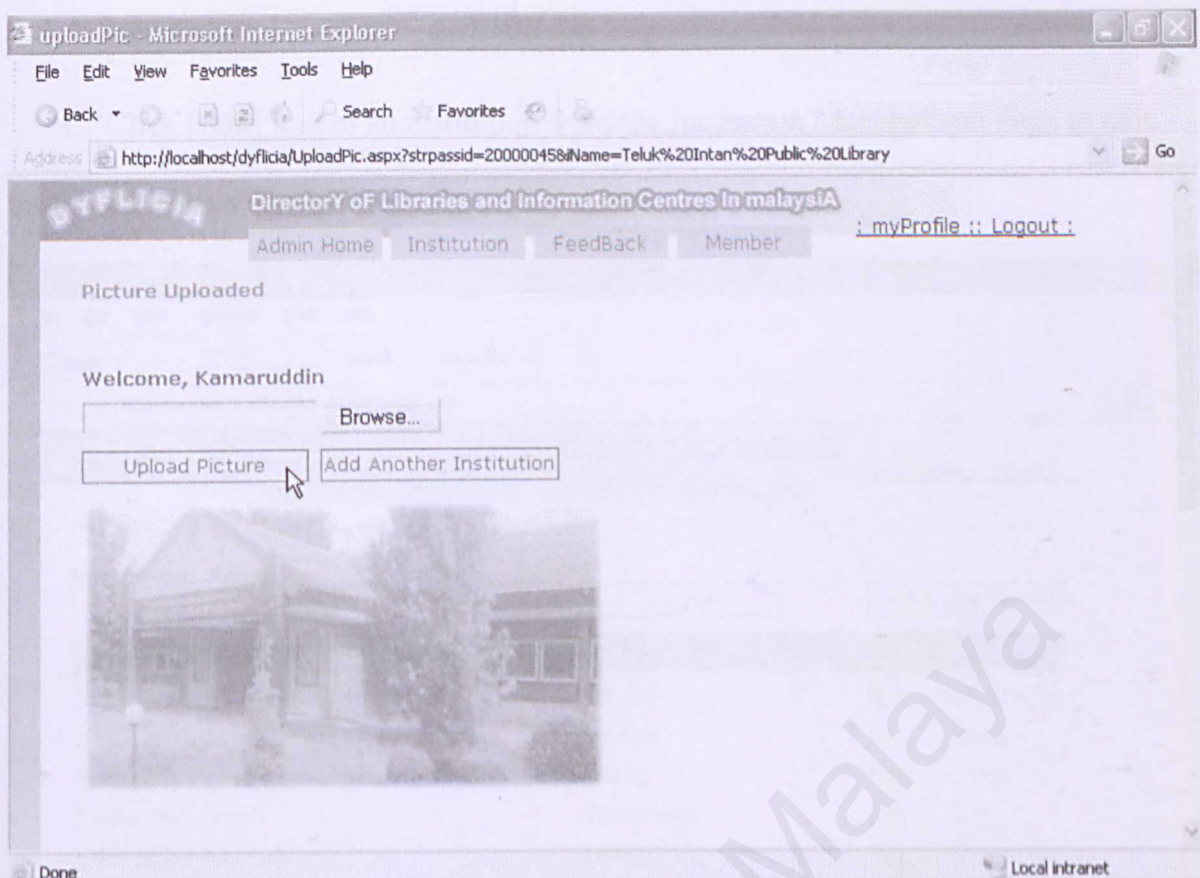 uploadPic - Microsoft Internet Explorer
File Edit View Favorites Tools Help
Back Search Favorites
Address http://localhost/dyflicia/UploadPic.aspx?strpassid=20000045&iName=Teluk%20Intan%20Public%20Library Go
DYFLICIA DirectorY oF Libraries and Information Centres In malaysiA
: myProfile :: Logout :
Admin Home Institution FeedBack Member
Picture Uploaded
Welcome, Kamaruddin
Browse...
Upload Picture Add Another Institution
Malaya
Done Local intranet